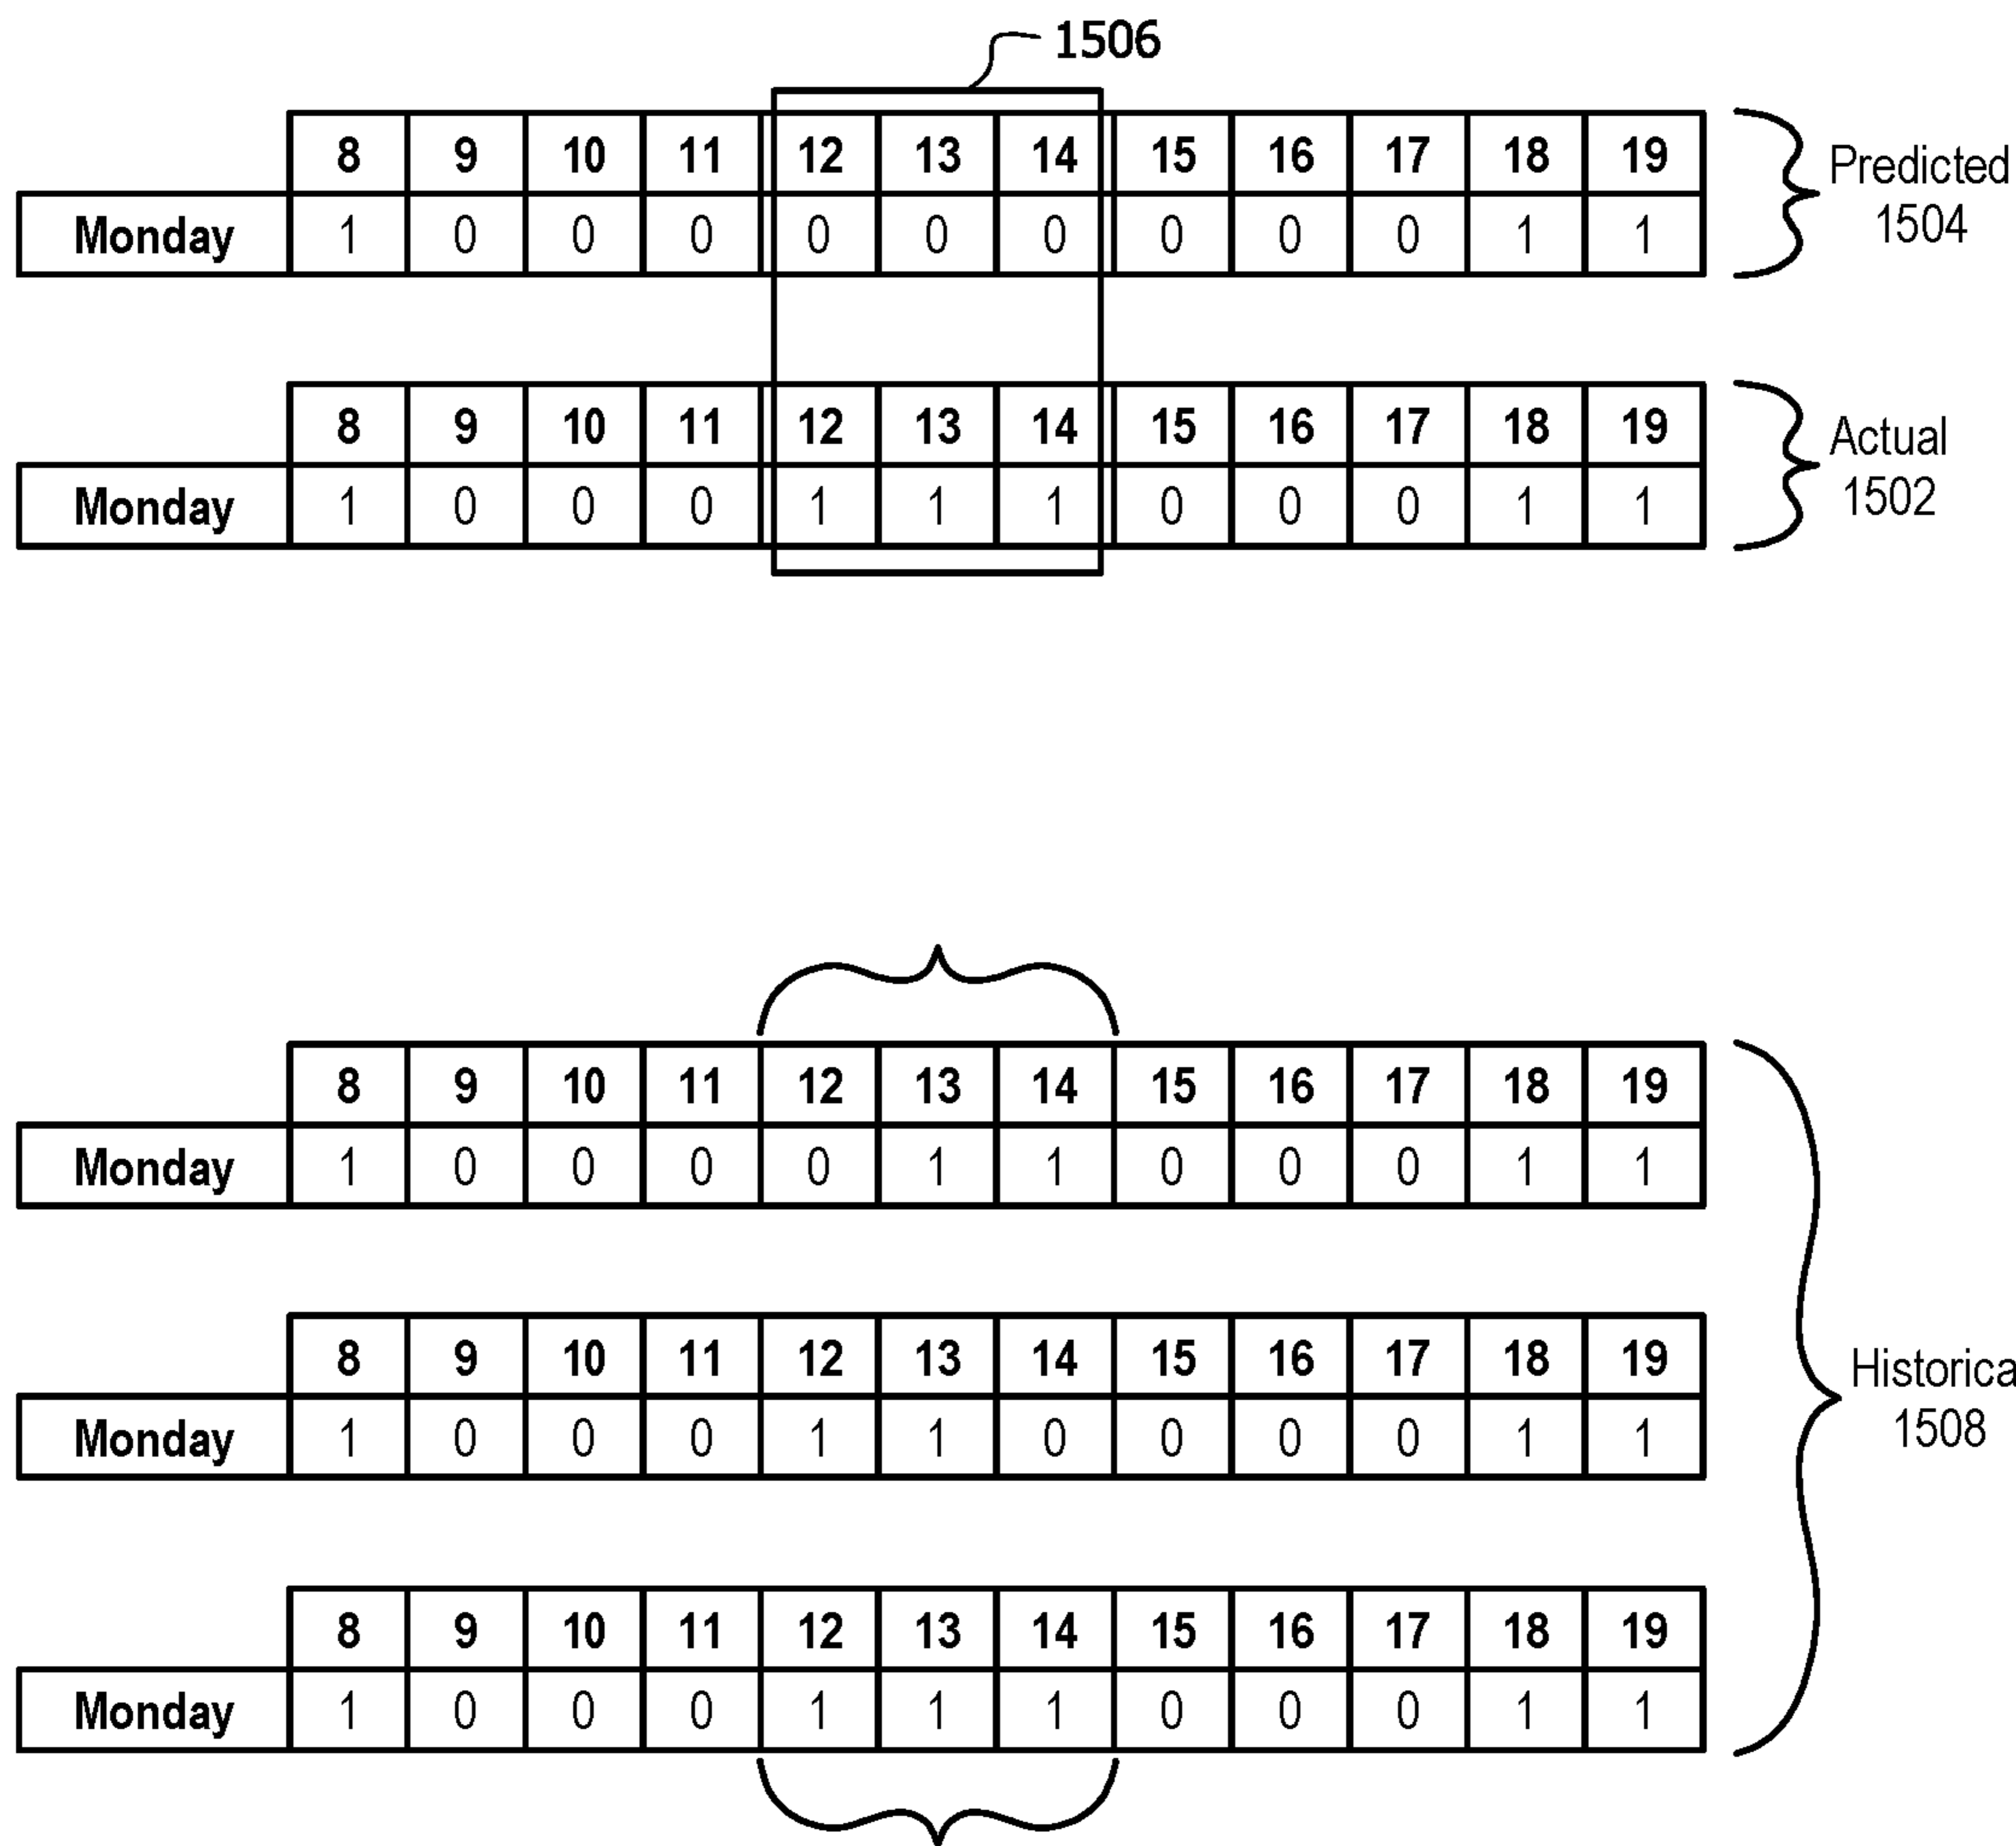 1506
8 9 10 11 12 13 14 15 16 17 18 19
Monday 1 0 0 0 0 0 0 0 0 0 1 1
Predicted
1504
8 9 10 11 12 13 14 15 16 17 18 19
Monday 1 0 0 0 1 1 1 0 0 0 1 1
Actual
1502
8 9 10 11 12 13 14 15 16 17 18 19
Monday 1 0 0 0 0 1 1 0 0 0 1 1
8 9 10 11 12 13 14 15 16 17 18 19
Monday 1 0 0 0 1 1 0 0 0 0 1 1
Historica
1508
8 9 10 11 12 13 14 15 16 17 18 19
Monday 1 0 0 0 1 1 1 0 0 0 1 1